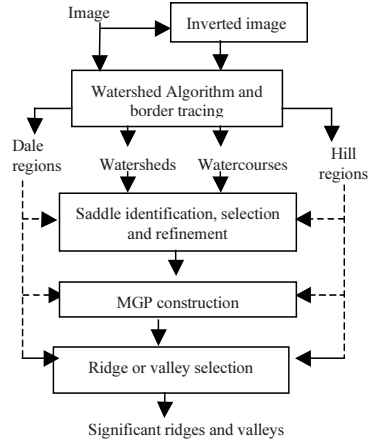 Image
Inverted image
Watershed Algorithm and
border tracing
Dale
regions
Watersheds
Watercourses
Hill
regions
Saddle identification, selection
and refinement
MGP construction
Ridge or valley selection
Significant ridges and valleys